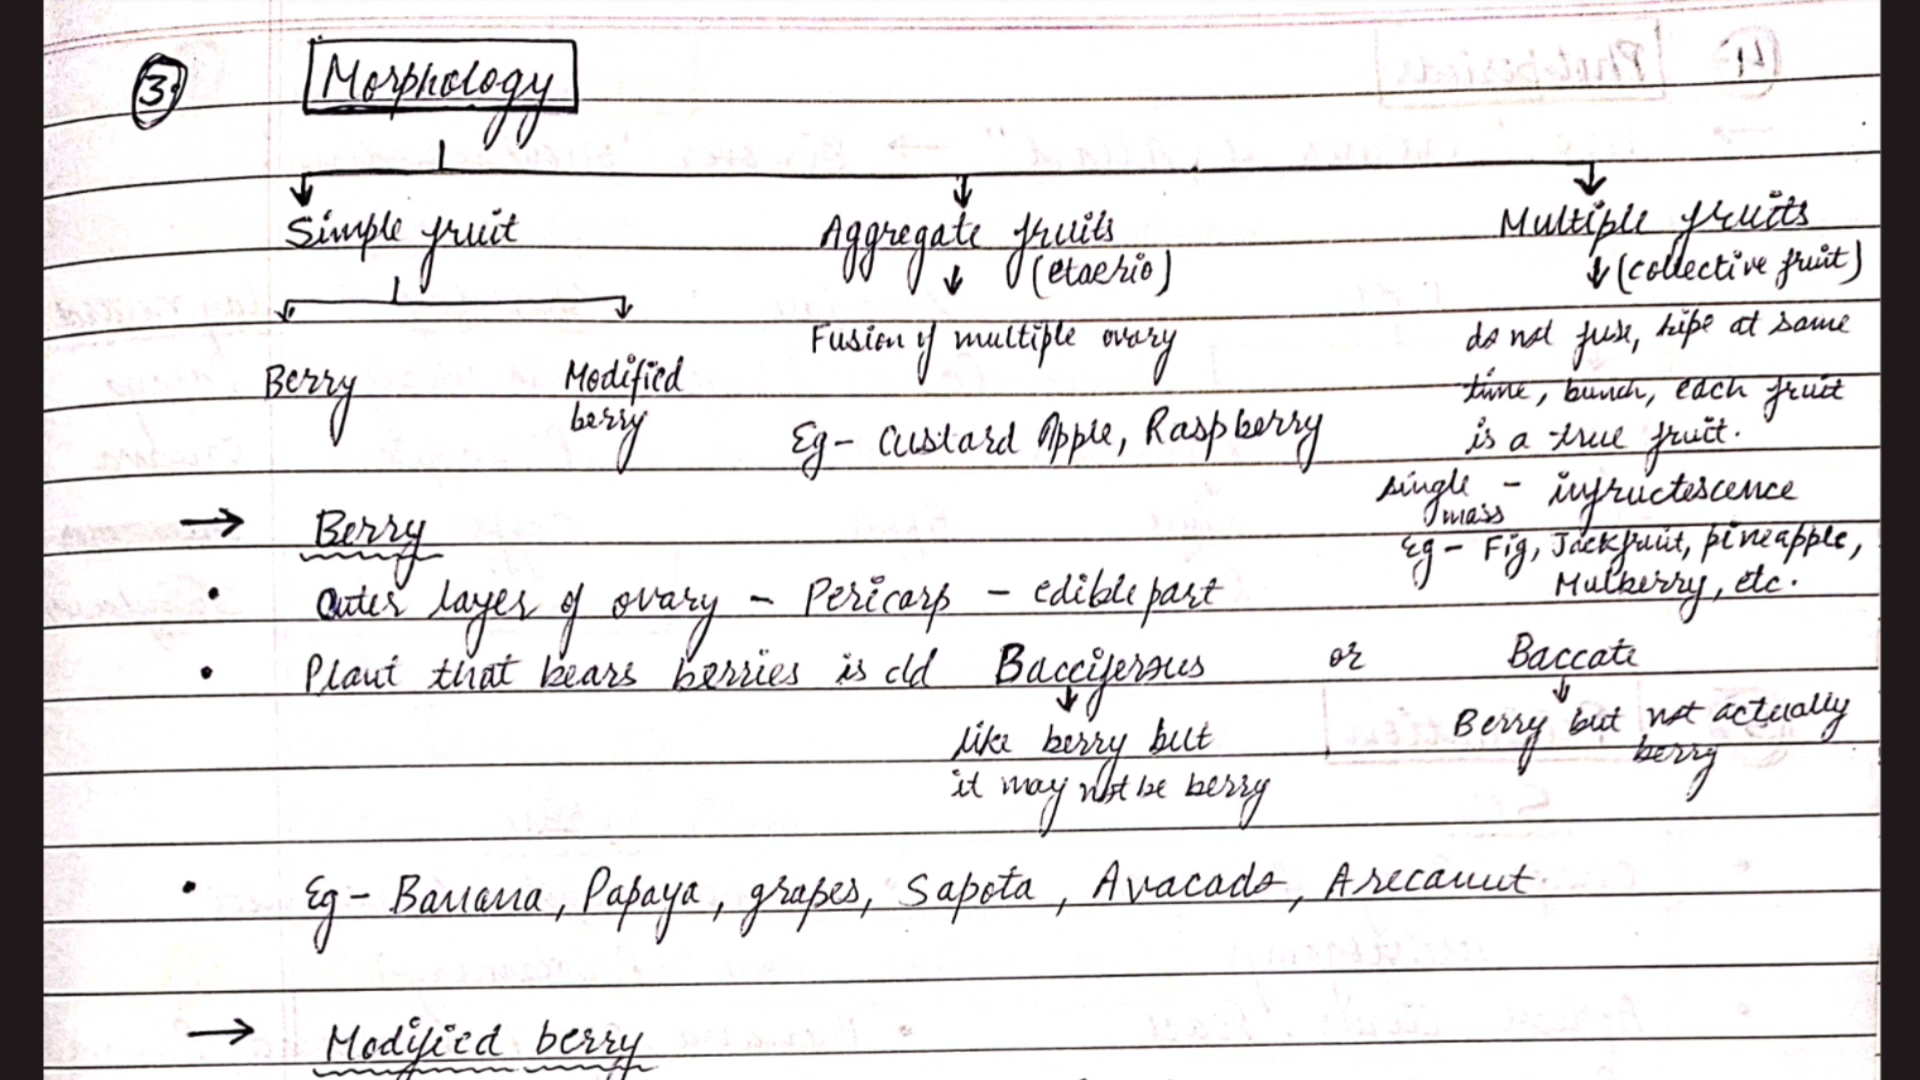 3.
Morphology
Simple fruit
Aggregate fruits
(etaerio)
Multiple fruits
(collective fruit)
Berry
Modified
berry
Fusion of multiple ovary
Eg- Custard Apple, Raspberry
do not fuse, ripe at same
time, bunch, each fruit
is a true fruit.
single mass - infructescence
Eg- Fig, Jackfruit, pineapple,
Mulberry, etc.
→ Berry
• Outer layer of ovary - Pericarp - edible part
• Plant that bears berries is cld Bacciferous or Baccate
like berry but
it may not be berry
Berry but not actually
berry
• Eg- Banana, Papaya, grapes, Sapota, Avacado, Arecanut.
→ Modified berry